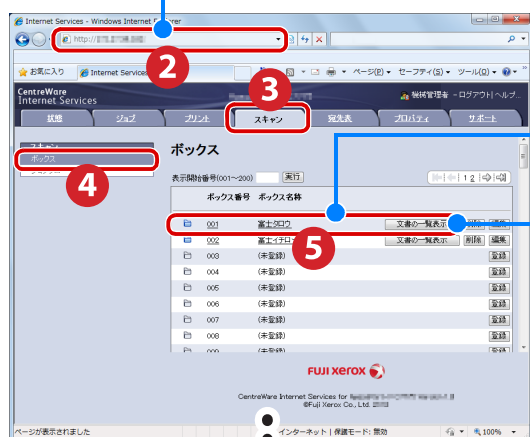 Internet Services - Windows Internet
http://
2
お気に入り
Internet Services
ページ(P)
セーフティ(S)
ツール(O)
CentreWare
Internet Services
3
機械管理者
- ログアウト|ヘルプ
状態
ジョブ
プリント
スキャン
宛先表
プロパティ
サポート
スキャン
ボックス
4
ボックス
表示開始番号(001～200)
実行
1 2
ボックス番号 ボックス名称
001 富士タロウ 文書の一覧表示 削除 編集
002 富士イチロー 文書の一覧表示 削除 編集
5
003 (未登録) 登録
004 (未登録) 登録
005 (未登録) 登録
006 (未登録) 登録
007 (未登録) 登録
008 (未登録) 登録
009 (未登録) 登録
FUJI XEROX
CentreWare Internet Services for
©Fuji Xerox Co., Ltd.
ページが表示されました
インターネット | 保護モード: 無効
100%